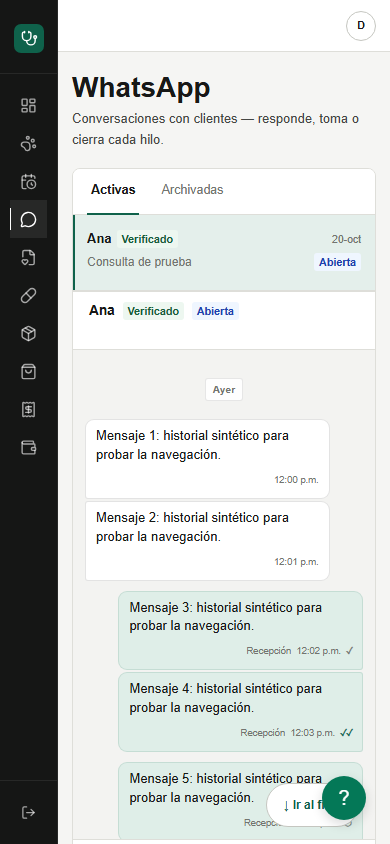 D
WhatsApp
Conversaciones con clientes — responde, toma o
cierra cada hilo.
Activas
Archivadas
Ana Verificado 20-oct
Consulta de prueba Abierta
Ana Verificado Abierta
Ayer
Mensaje 1: historial sintético para
probar la navegación.
12:00 p.m.
Mensaje 2: historial sintético para
probar la navegación.
12:01 p.m.
Mensaje 3: historial sintético para
probar la navegación.
Recepción 12:02 p.m.
Mensaje 4: historial sintético para
probar la navegación.
Recepción 12:03 p.m.
Mensaje 5: historial sintético para
probar la navegación.
↓ Ir al
?